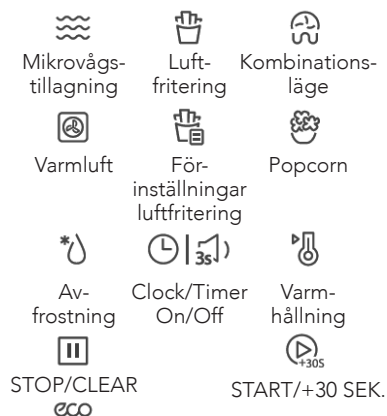 Mikrovågs- Luft- Kombinations-
tillagning fritering läge
Varmluft För- Popcorn
inställningar
luftfritering
3s
Av- Clock/Timer Varm-
frostning On/Off hållning
+30S
STOP/CLEAR START/+30 SEK.
eco